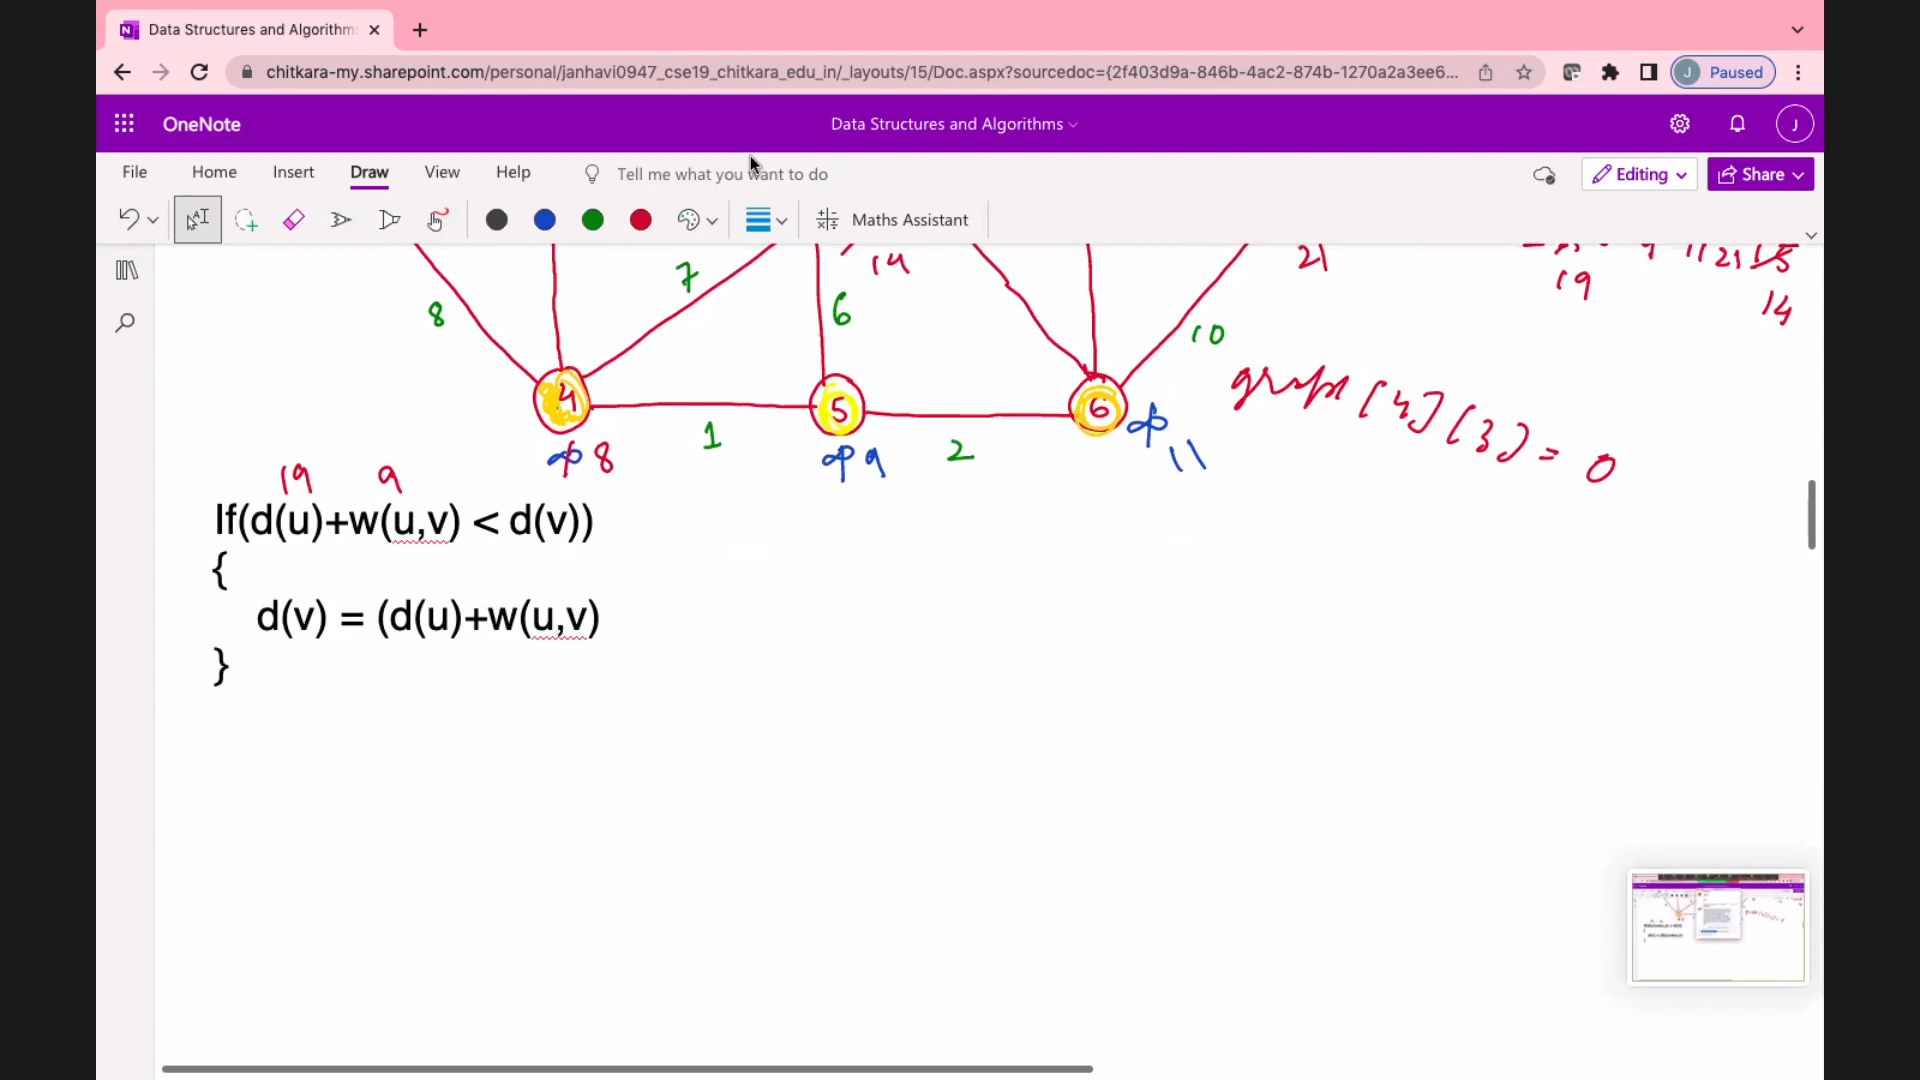 Data Structures and Algorithm
chitkara-my.sharepoint.com/personal/janhavi0947_cse19_chitkara_edu_in/_layouts/15/Doc.aspx?sourcedoc={2f403d9a-846b-4ac2-874b-1270a2a3ee6...
J Paused
OneNote
Data Structures and Algorithms
J
File Home Insert Draw View Help Tell me what you want to do
Editing Share
Maths Assistant
7 14 21 21 15
8 6 10 19 14
4 5 6
1 2
∞ 8 ∞ 9 ∞ 11
graph[4][3] = 0
19 9
If(d(u)+w(u,v) < d(v))
{
d(v) = (d(u)+w(u,v)
}